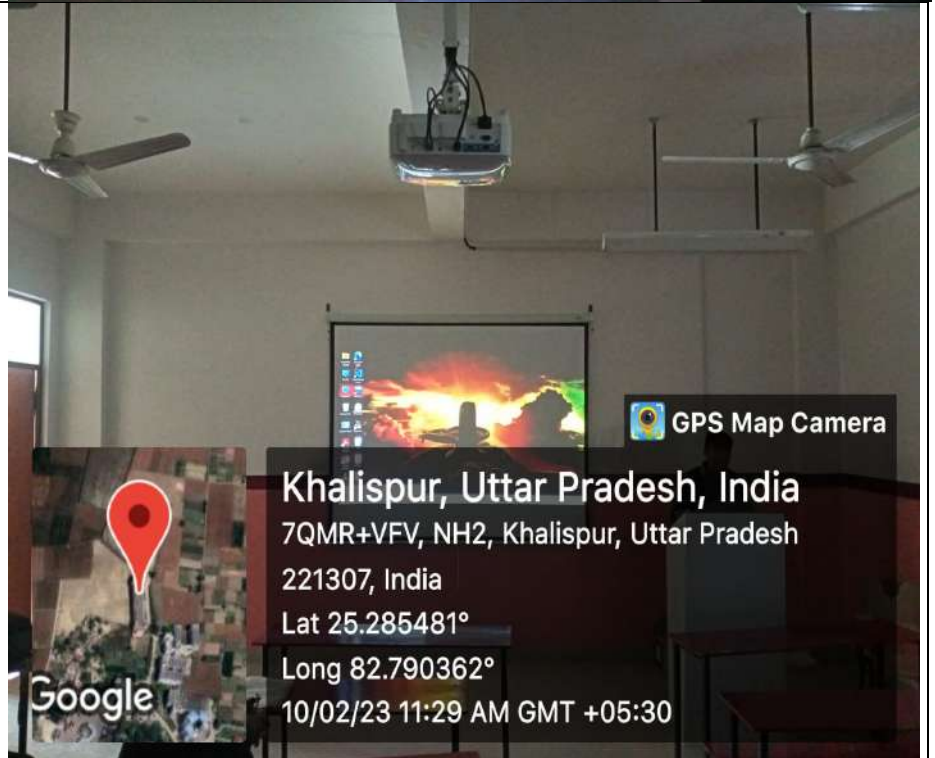 GPS Map Camera
Khalispur, Uttar Pradesh, India
7QMR+VFV, NH2, Khalispur, Uttar Pradesh
221307, India
Lat 25.285481°
Long 82.790362°
10/02/23 11:29 AM GMT +05:30
Google